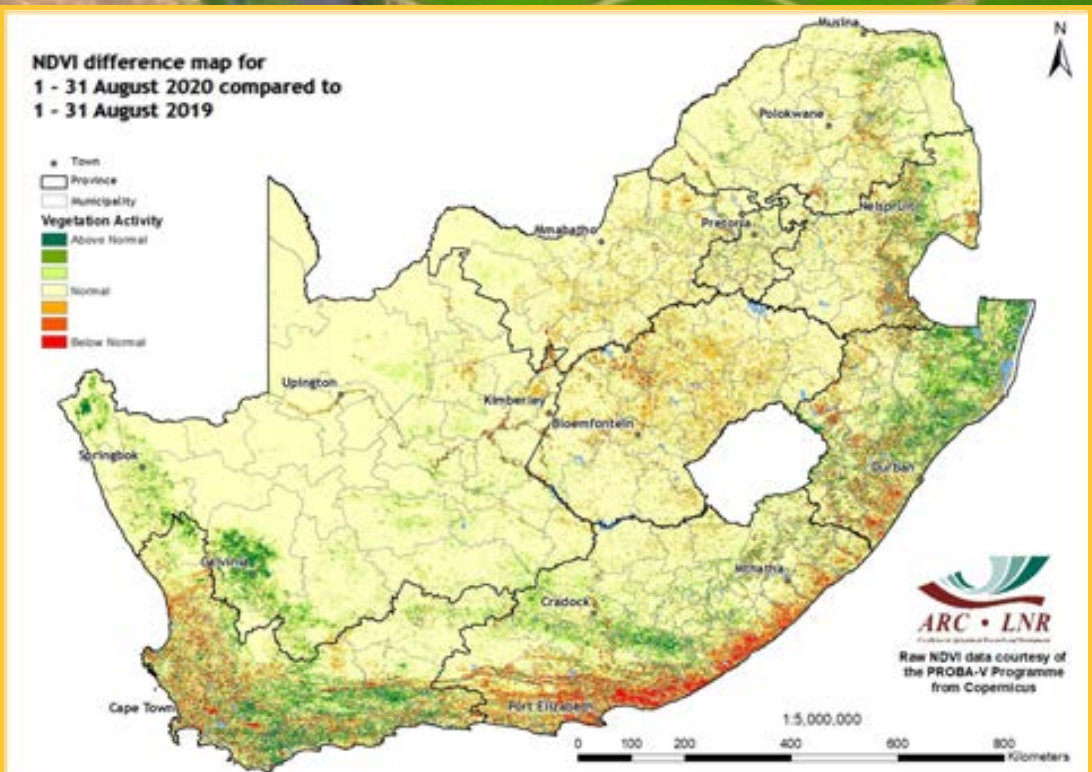 NDVI difference map for
1 - 31 August 2020 compared to
1 - 31 August 2019
Town
Province
Municipality
Vegetation Activity
Above Normal
Normal
Below Normal
Musina
N
Polokwane
Nelspruit
Pretoria
Mmabatho
Upington
Kimberley
Bloemfontein
Springbok
Durban
Calvinia
Mthatha
Cradock
Cape Town
Port Elizabeth
ARC • LNR
Raw NDVI data courtesy of
the PROBA-V Programme
from Copernicus
1:5,000,000
0 100 200 400 600 800
Kilometers